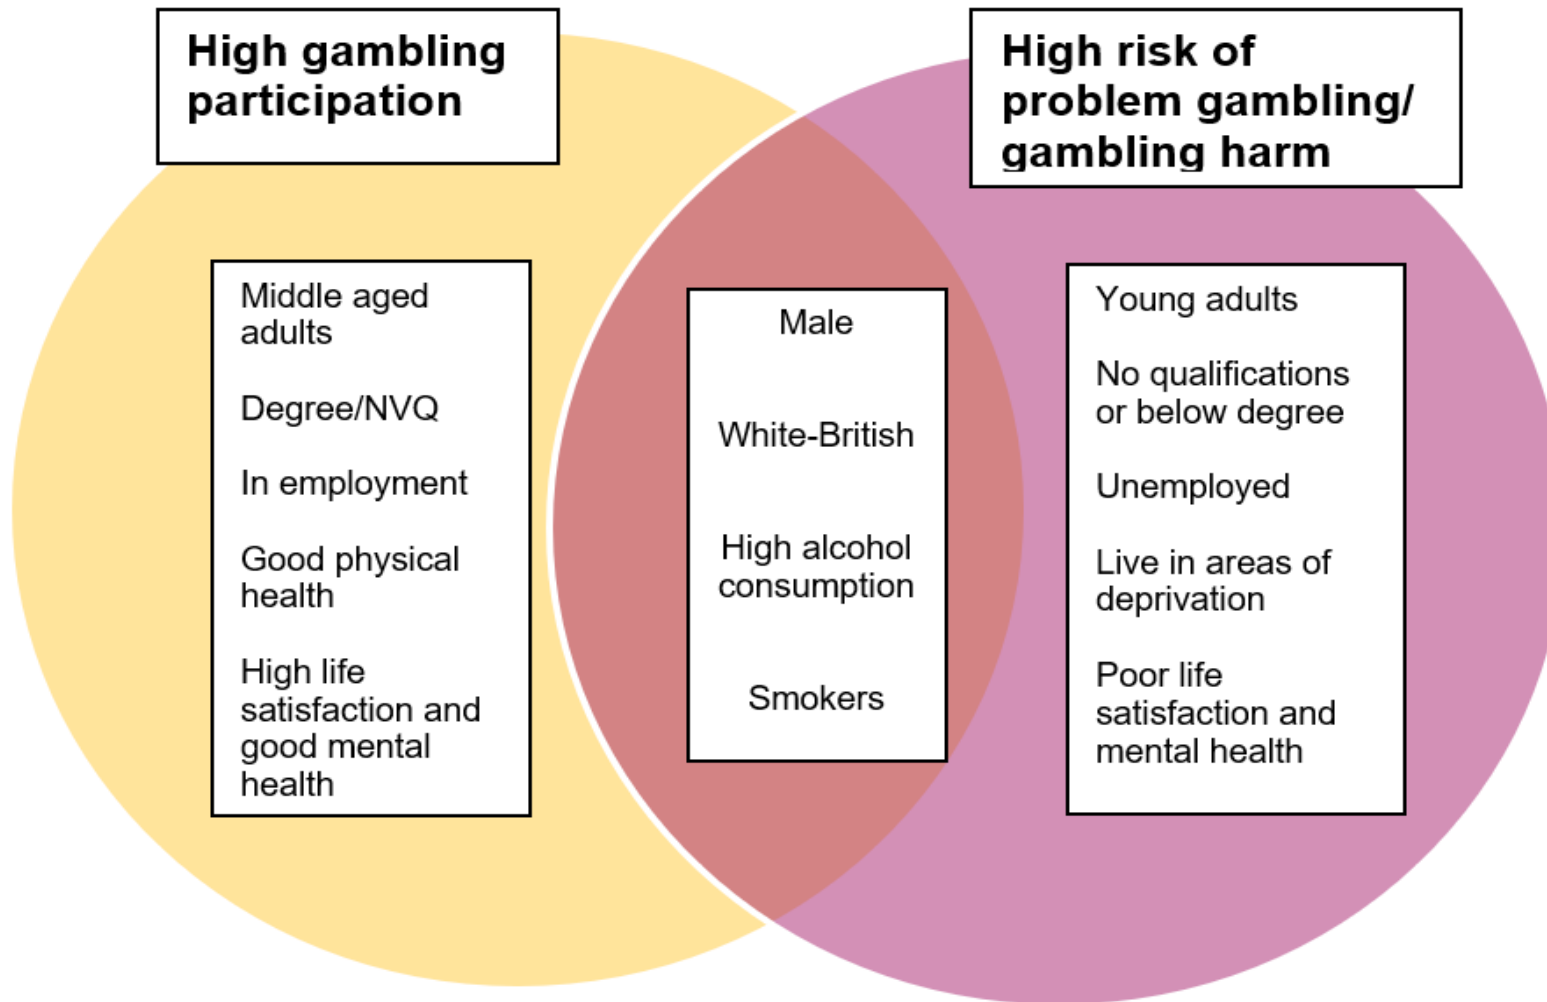 High gambling
participation
High risk of
problem gambling/
gambling harm
Middle aged
adults
Degree/NVQ
In employment
Good physical
health
High life
satisfaction and
good mental
health
Male
White-British
High alcohol
consumption
Smokers
Young adults
No qualifications
or below degree
Unemployed
Live in areas of
deprivation
Poor life
satisfaction and
mental health